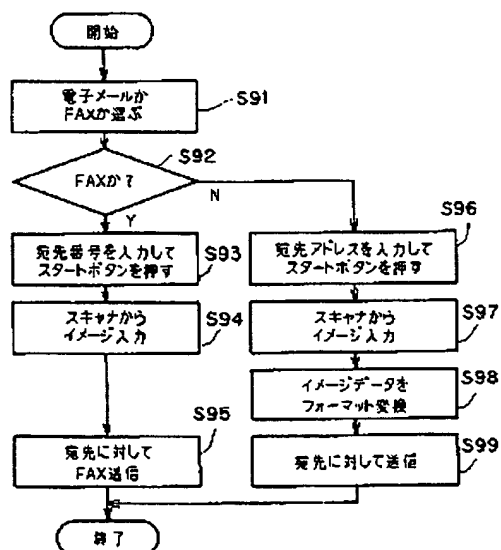 開始
電子メールか
FAXか選ぶ
S91
FAXか?
S92
N
Y
宛先番号を入力して
スタートボタンを押す
S93
宛先アドレスを入力して
スタートボタンを押す
S96
スキャナから
イメージ入力
S94
スキャナから
イメージ入力
S97
イメージデータを
フォーマット変換
S98
宛先に対して
FAX送信
S95
宛先に対して送信
S99
終了